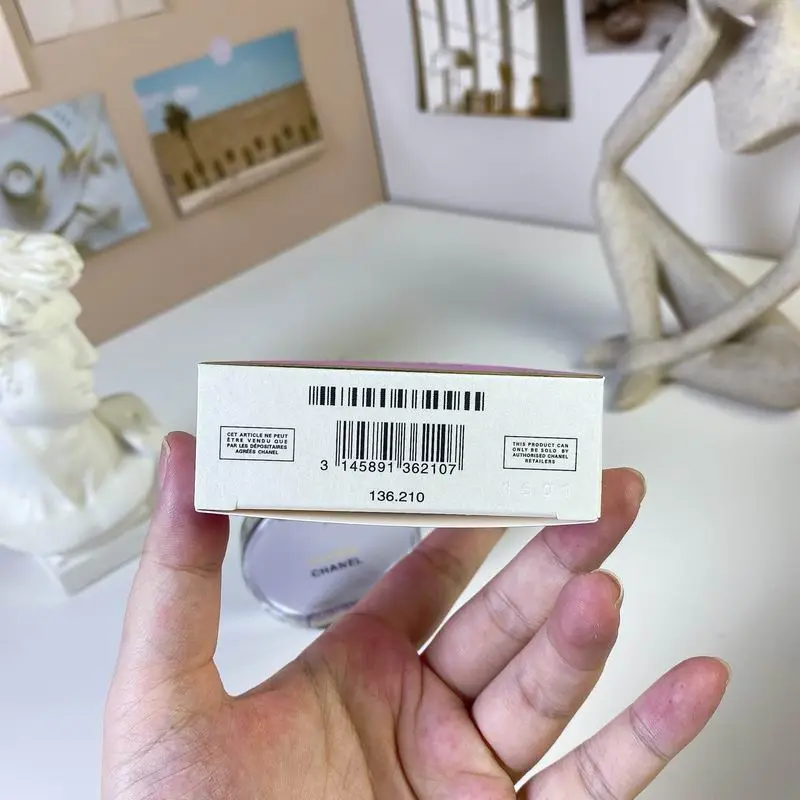 CET ARTICLE NE PEUT
ÊTRE VENDU QUE
PAR LES DÉPOSITAIRES
AGRÉÉS CHANEL
3 145891 362107
136.210
THIS PRODUCT CAN
ONLY BE SOLD BY
AUTHORISED CHANEL
RETAILERS
CHANEL